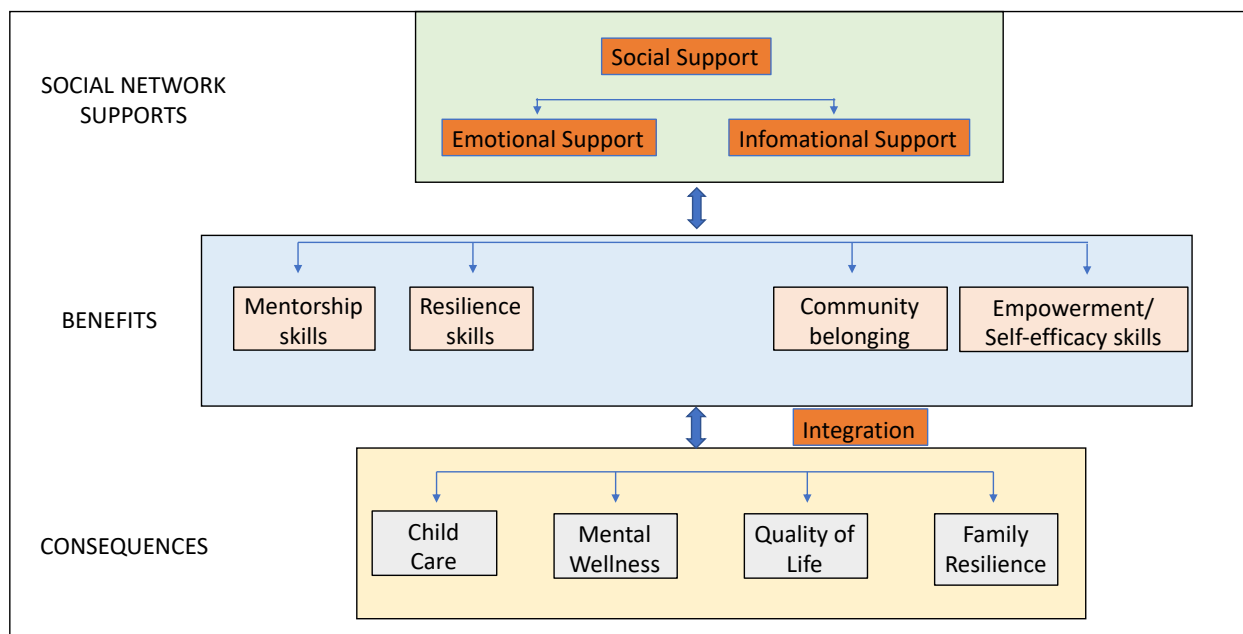 SOCIAL NETWORK
SUPPORTS
Social Support
Emotional Support
Infomational Support
BENEFITS
Mentorship
skills
Resilience
skills
Community
belonging
Empowerment/
Self-efficacy skills
Integration
CONSEQUENCES
Child
Care
Mental
Wellness
Quality of
Life
Family
Resilience